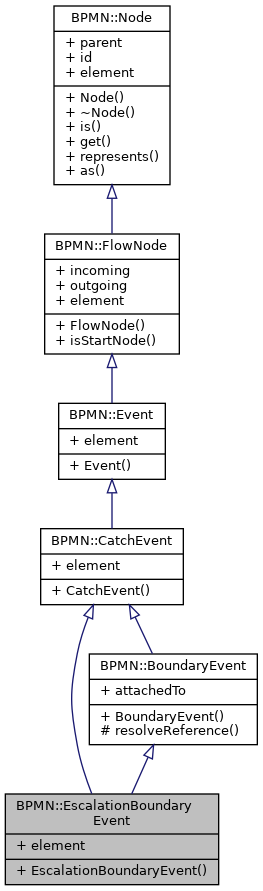 BPMN::Node
+ parent
+ id
+ element
+ Node()
+ ~Node()
+ is()
+ get()
+ represents()
+ as()
BPMN::FlowNode
+ incoming
+ outgoing
+ element
+ FlowNode()
+ isStartNode()
BPMN::Event
+ element
+ Event()
BPMN::CatchEvent
+ element
+ CatchEvent()
BPMN::BoundaryEvent
+ attachedTo
+ BoundaryEvent()
# resolveReference()
BPMN::EscalationBoundary
Event
+ element
+ EscalationBoundaryEvent()